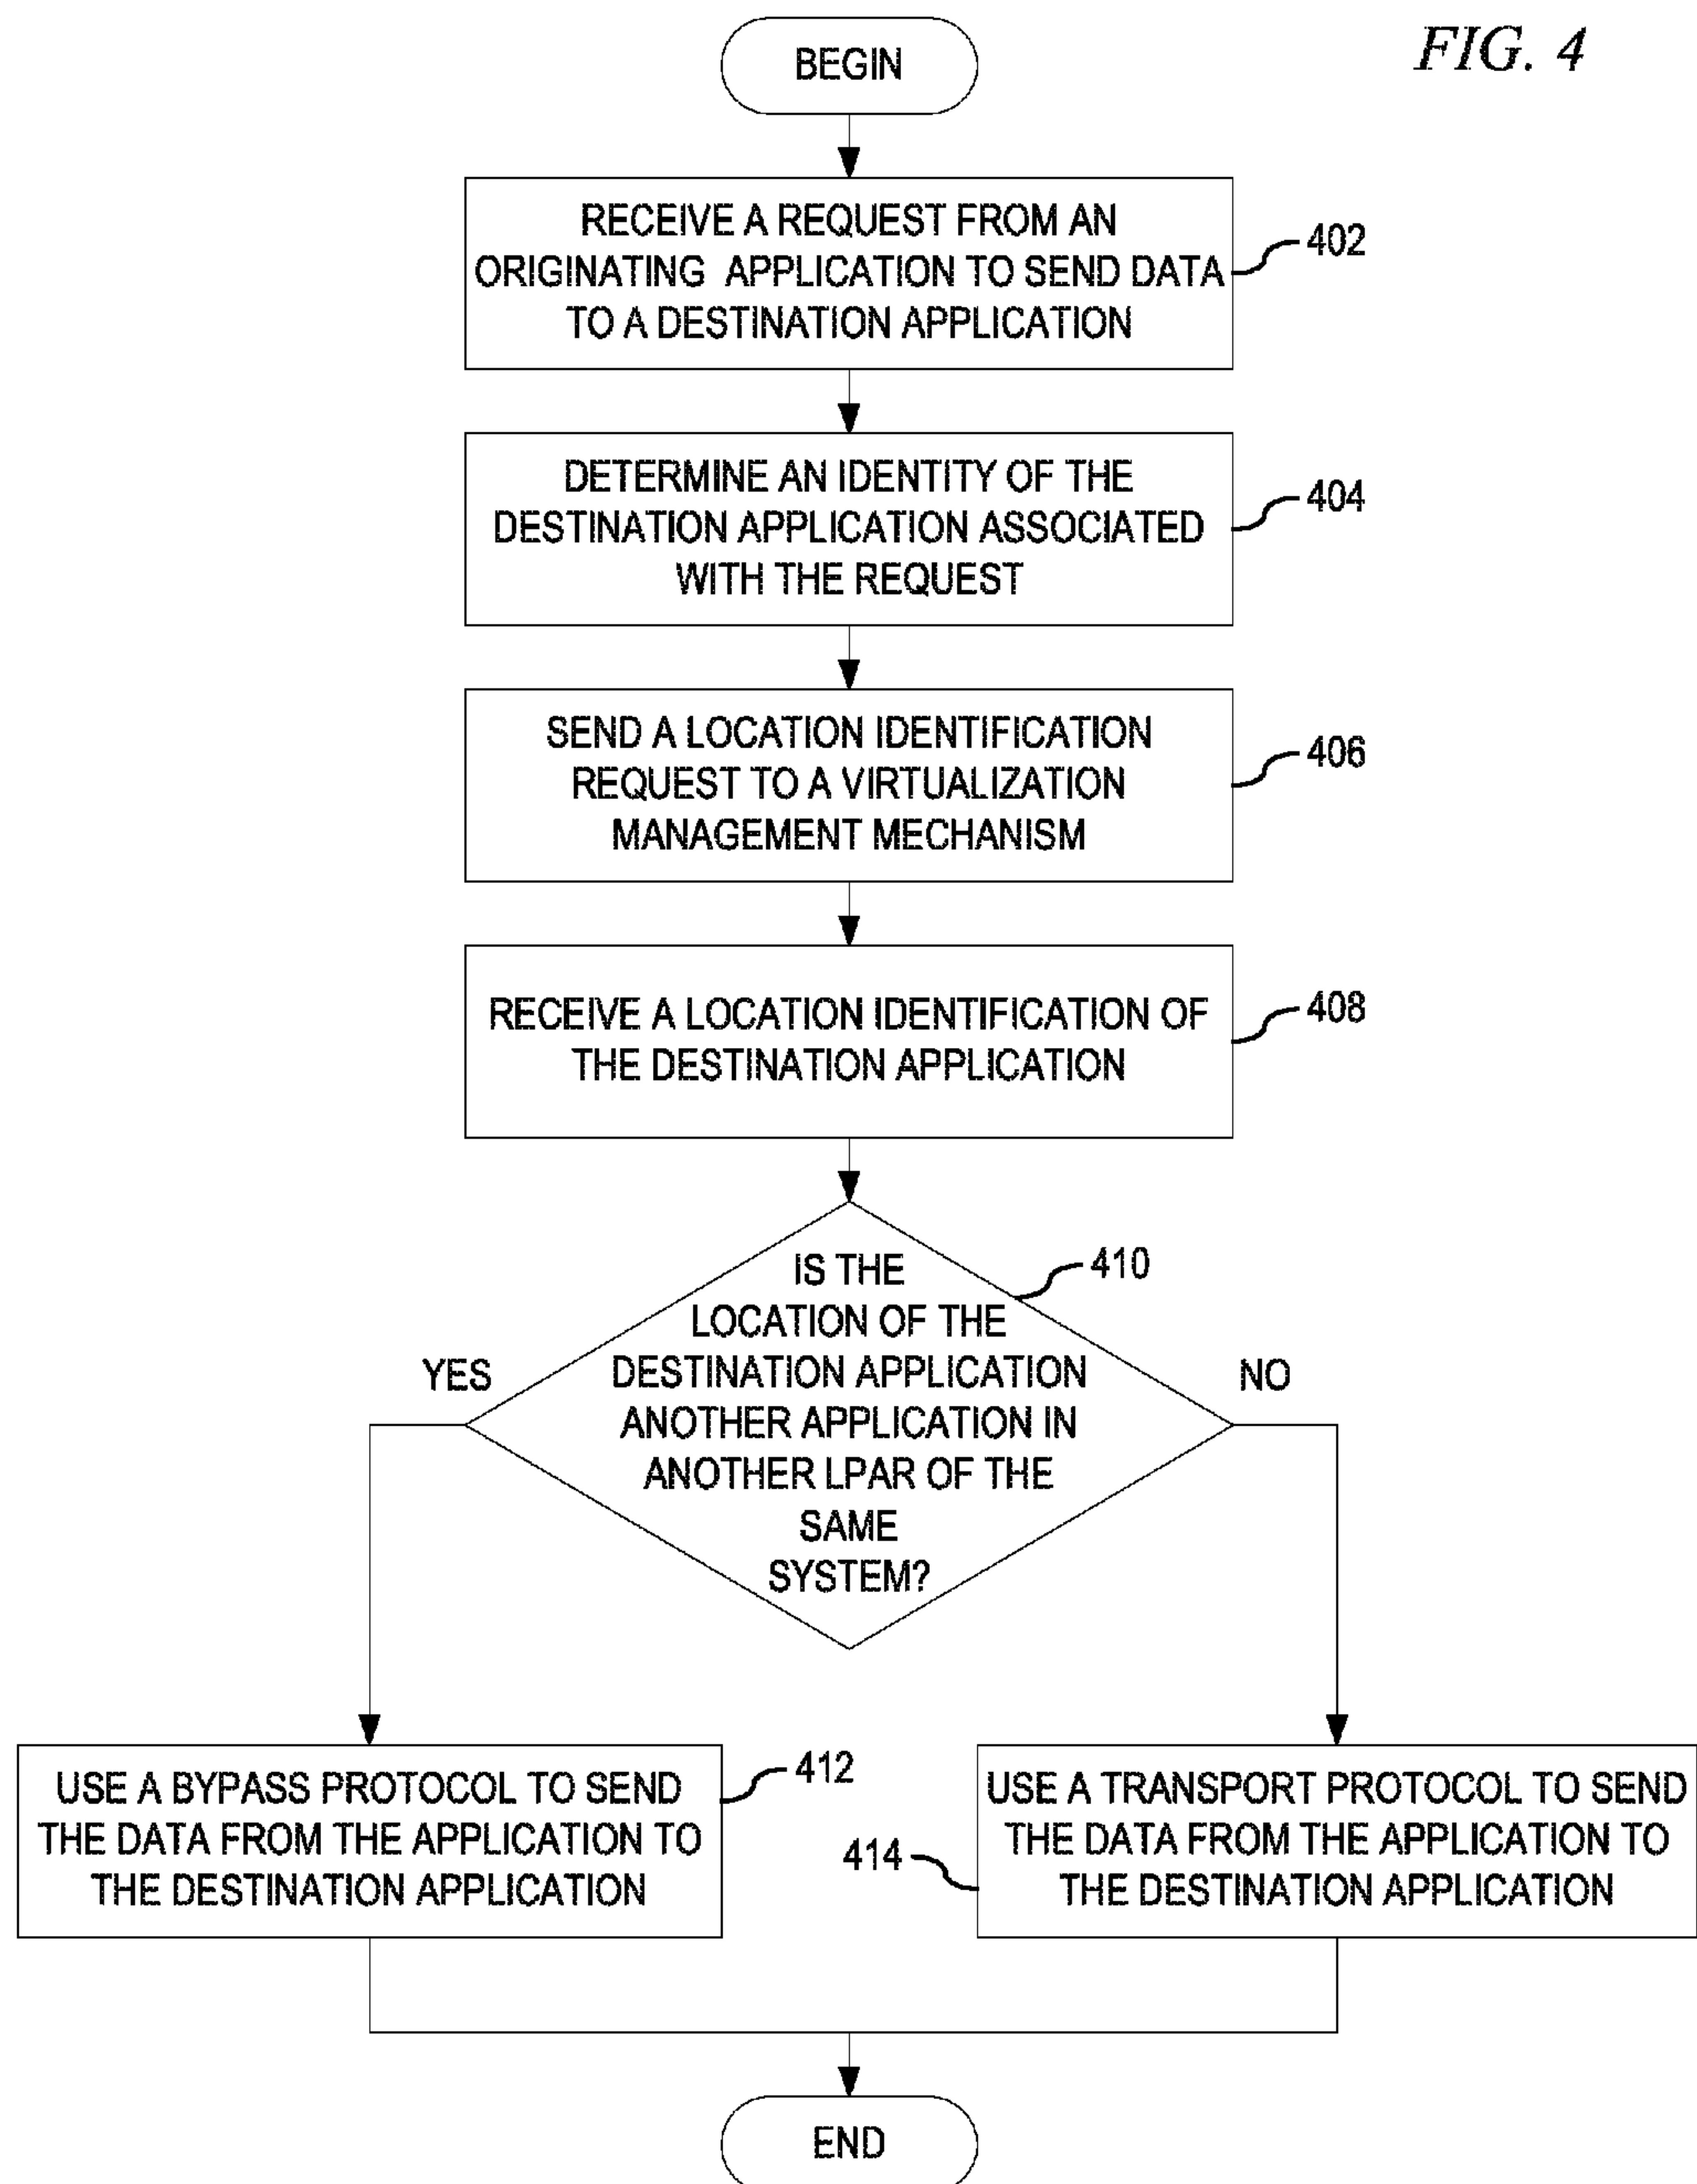 FIG. 4
BEGIN
RECEIVE A REQUEST FROM AN
ORIGINATING APPLICATION TO SEND DATA
TO A DESTINATION APPLICATION
402
DETERMINE AN IDENTITY OF THE
DESTINATION APPLICATION ASSOCIATED
WITH THE REQUEST
404
SEND A LOCATION IDENTIFICATION
REQUEST TO A VIRTUALIZATION
MANAGEMENT MECHANISM
406
RECEIVE A LOCATION IDENTIFICATION OF
THE DESTINATION APPLICATION
408
IS THE
LOCATION OF THE
DESTINATION APPLICATION
ANOTHER APPLICATION IN
ANOTHER LPAR OF THE
SAME
SYSTEM?
410
YES
NO
USE A BYPASS PROTOCOL TO SEND
THE DATA FROM THE APPLICATION TO
THE DESTINATION APPLICATION
412
USE A TRANSPORT PROTOCOL TO SEND
THE DATA FROM THE APPLICATION TO
THE DESTINATION APPLICATION
414
END